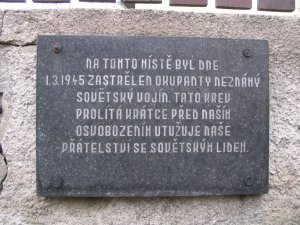 NA TOMTO MÍSTĚ BYL DNE
1.3.1945 ZASTŘELEN OKUPANTY NEZNÁMÝ
SOVĚTSKÝ VOJÍN. TATO KREV
PROLITÁ KRÁTCE PŘED NAŠÍM
OSVOBOZENÍM UTUŽUJE NAŠE
PŘÁTELSTVÍ SE SOVĚTSKÝM LIDEM.